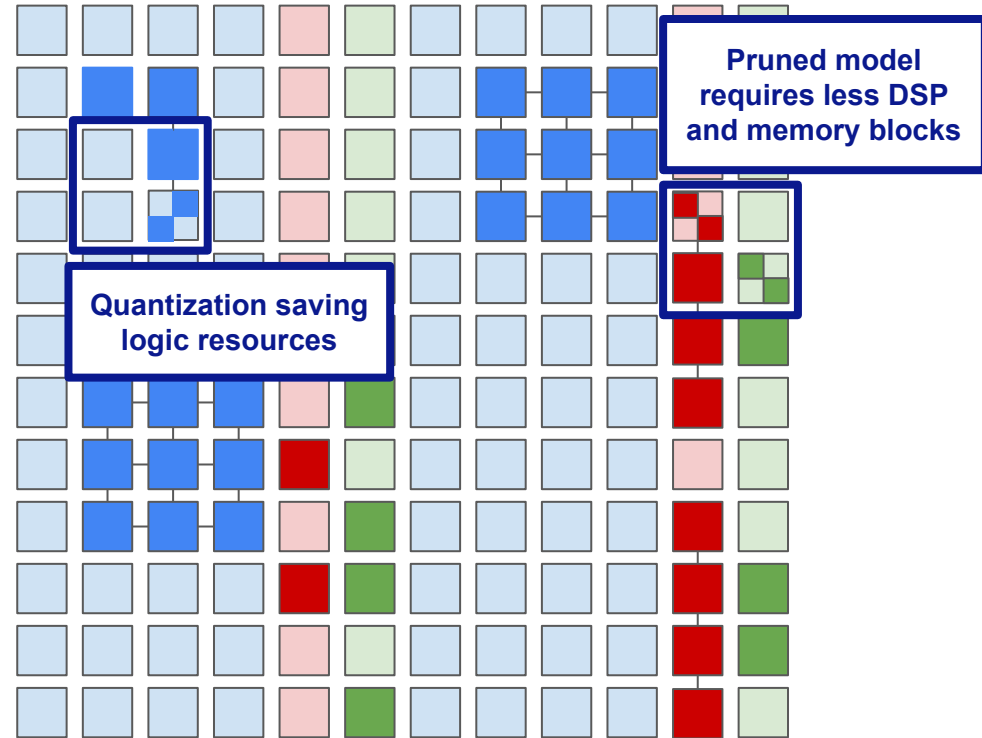 Pruned model
requires less DSP
and memory blocks
Quantization saving
logic resources